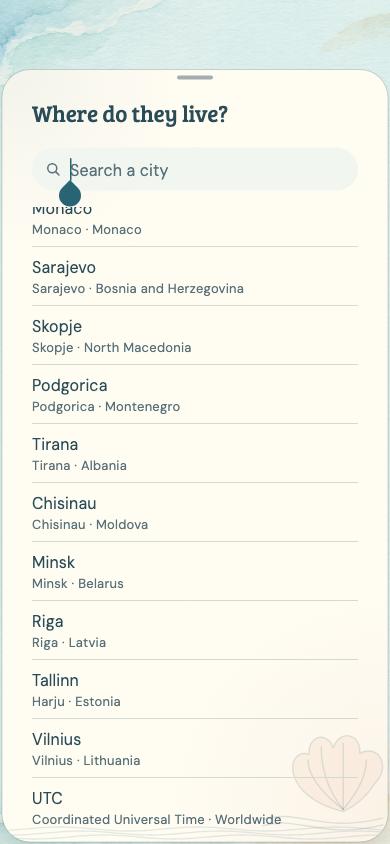 Where do they live?
Search a city
Monaco
Monaco · Monaco
Sarajevo
Sarajevo · Bosnia and Herzegovina
Skopje
Skopje · North Macedonia
Podgorica
Podgorica · Montenegro
Tirana
Tirana · Albania
Chisinau
Chisinau · Moldova
Minsk
Minsk · Belarus
Riga
Riga · Latvia
Tallinn
Harju · Estonia
Vilnius
Vilnius · Lithuania
UTC
Coordinated Universal Time · Worldwide